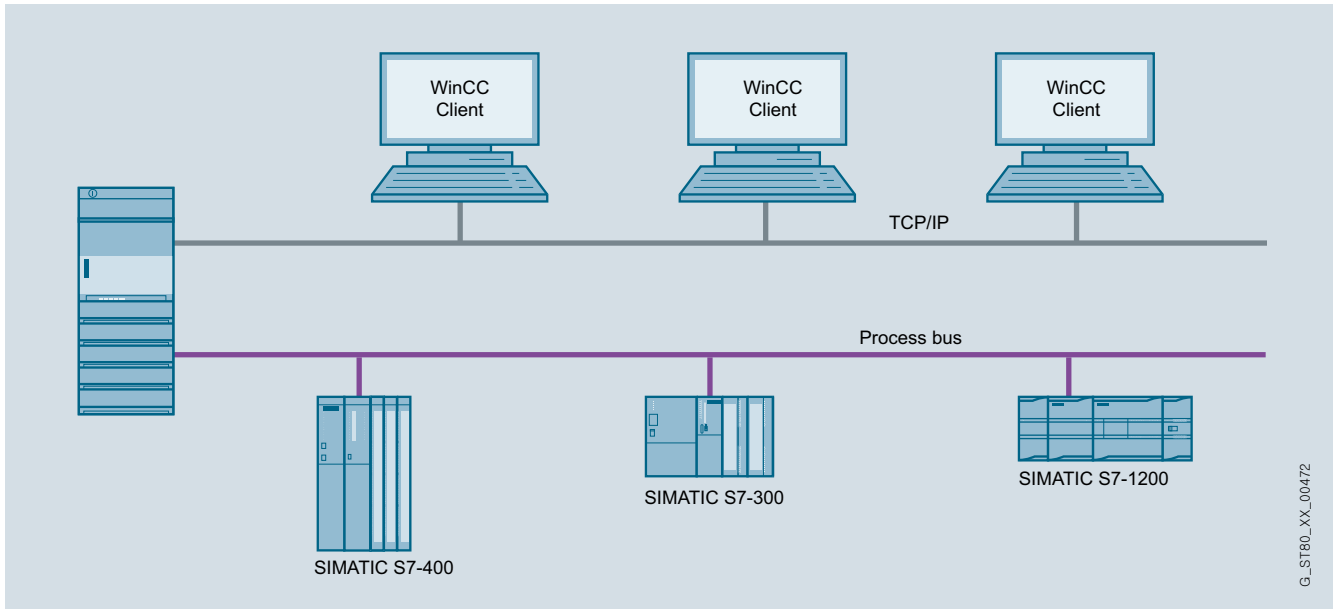 WinCC
Client
WinCC
Client
WinCC
Client
TCP/IP
Process bus
SIMATIC S7-400
SIMATIC S7-300
SIMATIC S7-1200
G_ST80_XX_00472